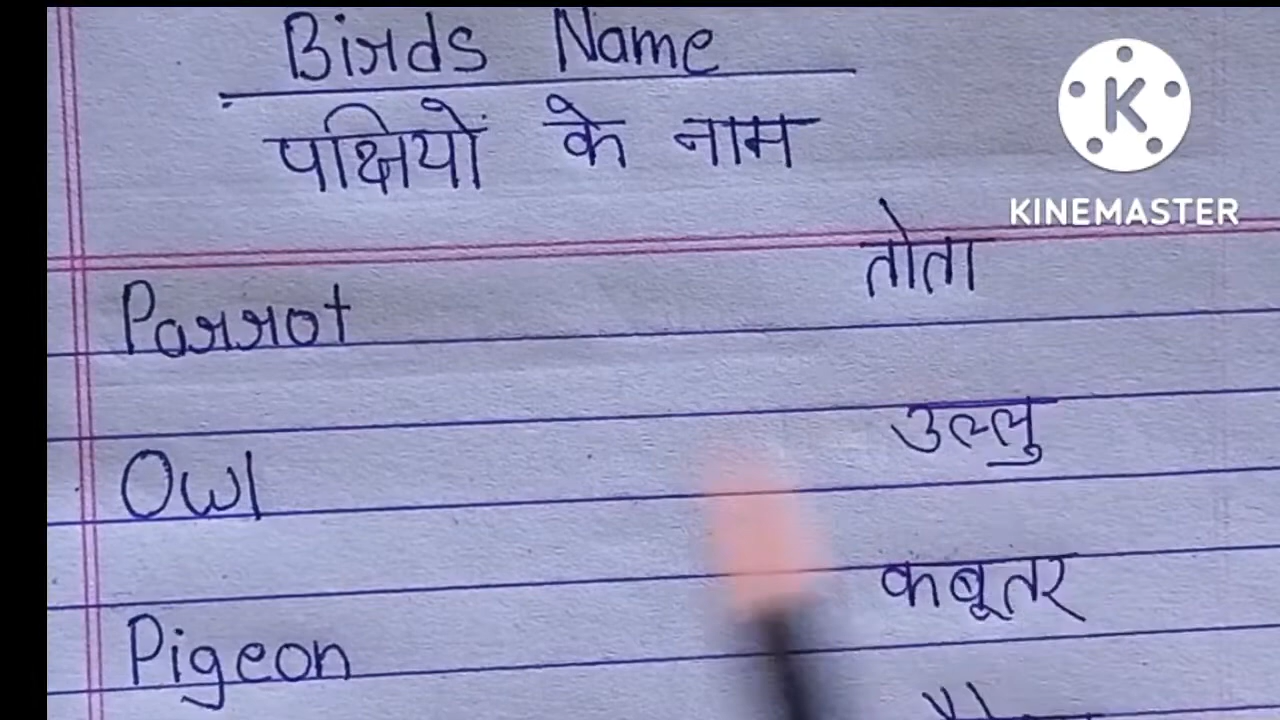 Birds Name
पक्षियों के नाम
K
KINEMASTER
Parrot तोता
Owl उल्लु
Pigeon कबूतर